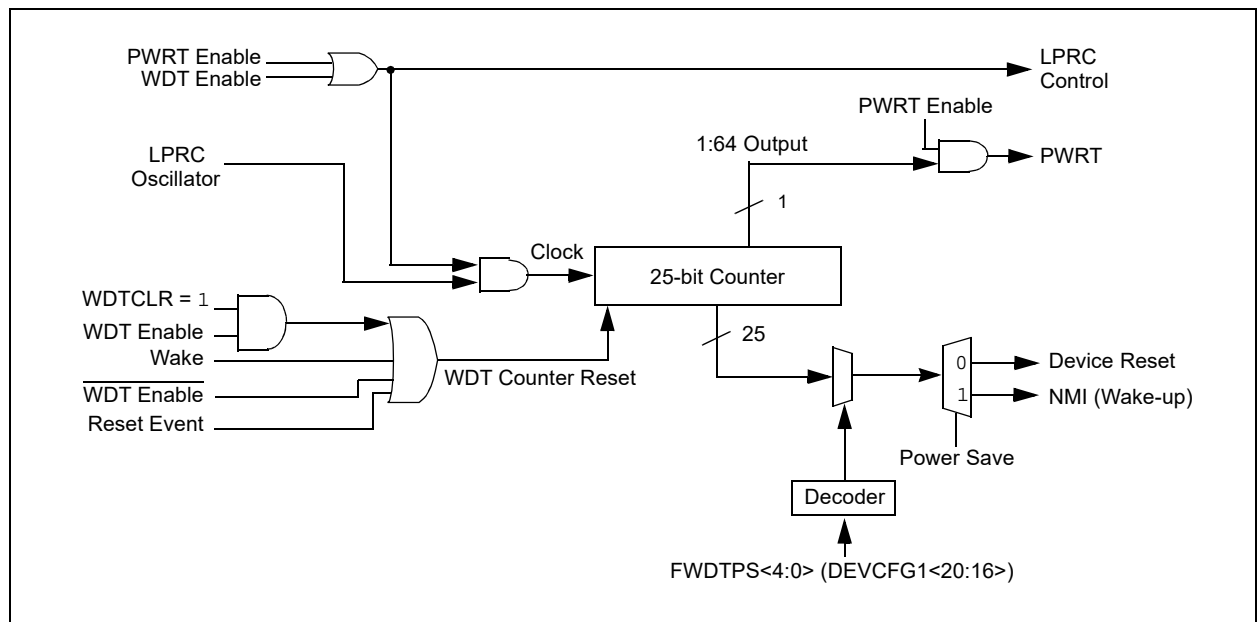 PWRT Enable
WDT Enable
LPRC
Control
PWRT Enable
1:64 Output
PWRT
LPRC
Oscillator
1
Clock
25-bit Counter
WDTCLR = 1
WDT Enable
Wake
25
WDT Counter Reset
WDT Enable
Reset Event
0
Device Reset
1
NMI (Wake-up)
Power Save
Decoder
FWDTPS<4:0> (DEVCFG1<20:16>)